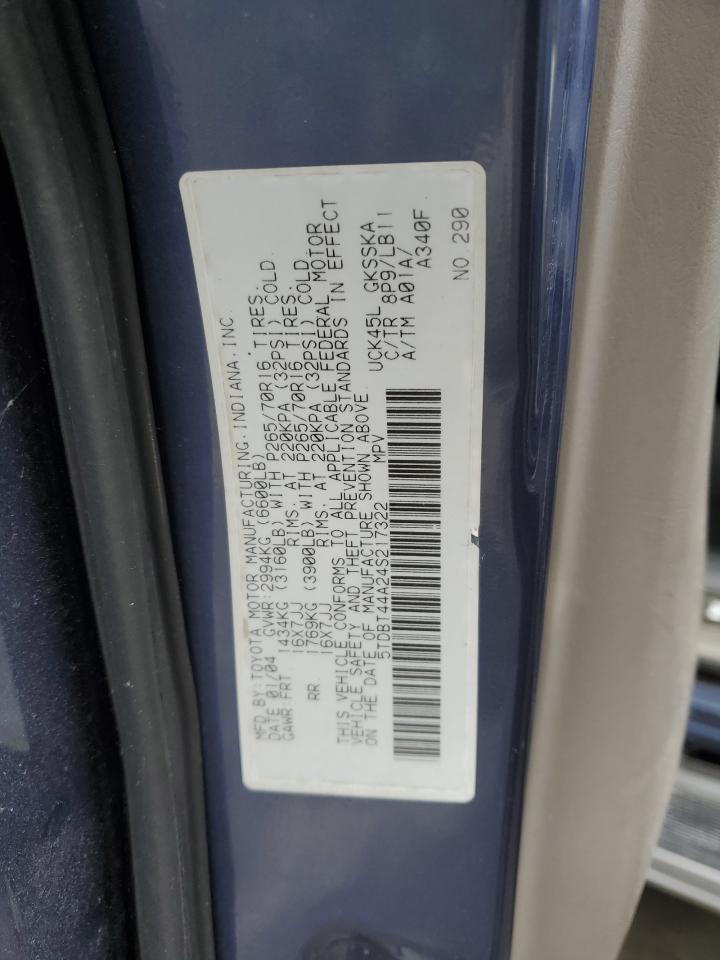 MFD.BY:TOYOTA MOTOR MANUFACTURING.INDIANA.INC.
DATE 01/04 GVWR:2994KG (6600LB)
GAWR:FRT. 1434KG (3160LB) WITH P265/70R16 TIRES.
16X7JJ RIMS. AT 220KPA (32PSI) COLD.
RR. 1769KG (3900LB) WITH P265/70R16 TIRES.
16X7JJ RIMS. AT 220KPA (32PSI) COLD.
THIS VEHICLE CONFORMS TO ALL APPLICABLE FEDERAL MOTOR
VEHICLE SAFETY AND THEFT PREVENTION STANDARDS IN EFFECT
ON THE DATE OF MANUFACTURE SHOWN ABOVE.
5TDBT44A24S217322 MPV
UCK45L GKSSKA
C/TR 8P9/LB11
A/TM A01A/
A340F
NO 290